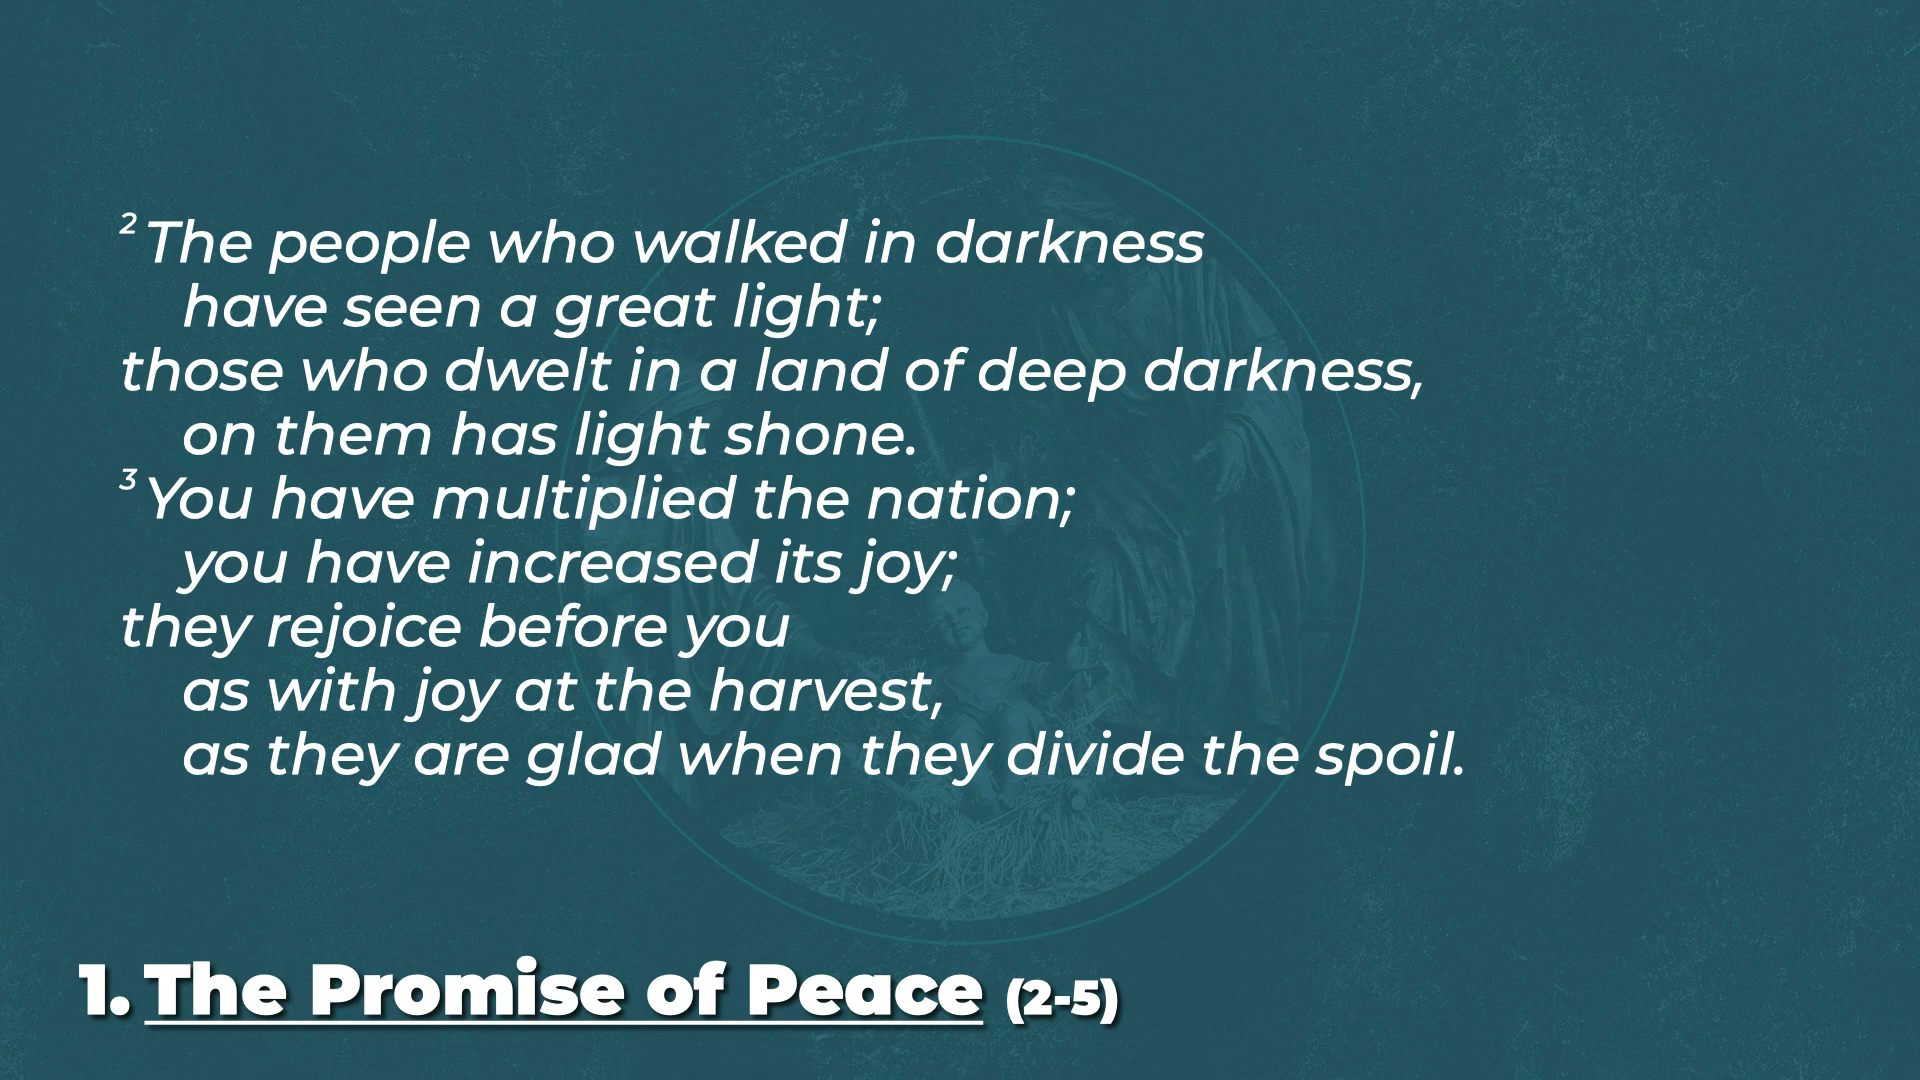 2 The people who walked in darkness
have seen a great light;
those who dwelt in a land of deep darkness,
on them has light shone.
3 You have multiplied the nation;
you have increased its joy;
they rejoice before you
as with joy at the harvest,
as they are glad when they divide the spoil.
1. The Promise of Peace (2-5)